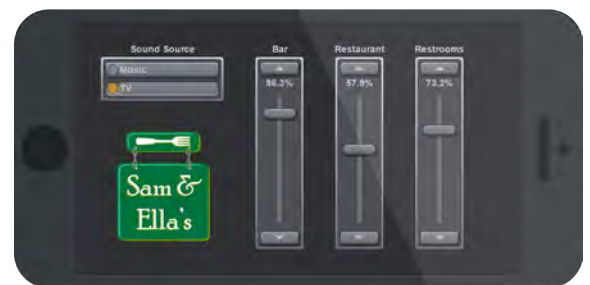 Sound Source
Music
TV
Sam &
Ella's
Bar
86.3%
Restaurant
57.9%
Restrooms
73.2%